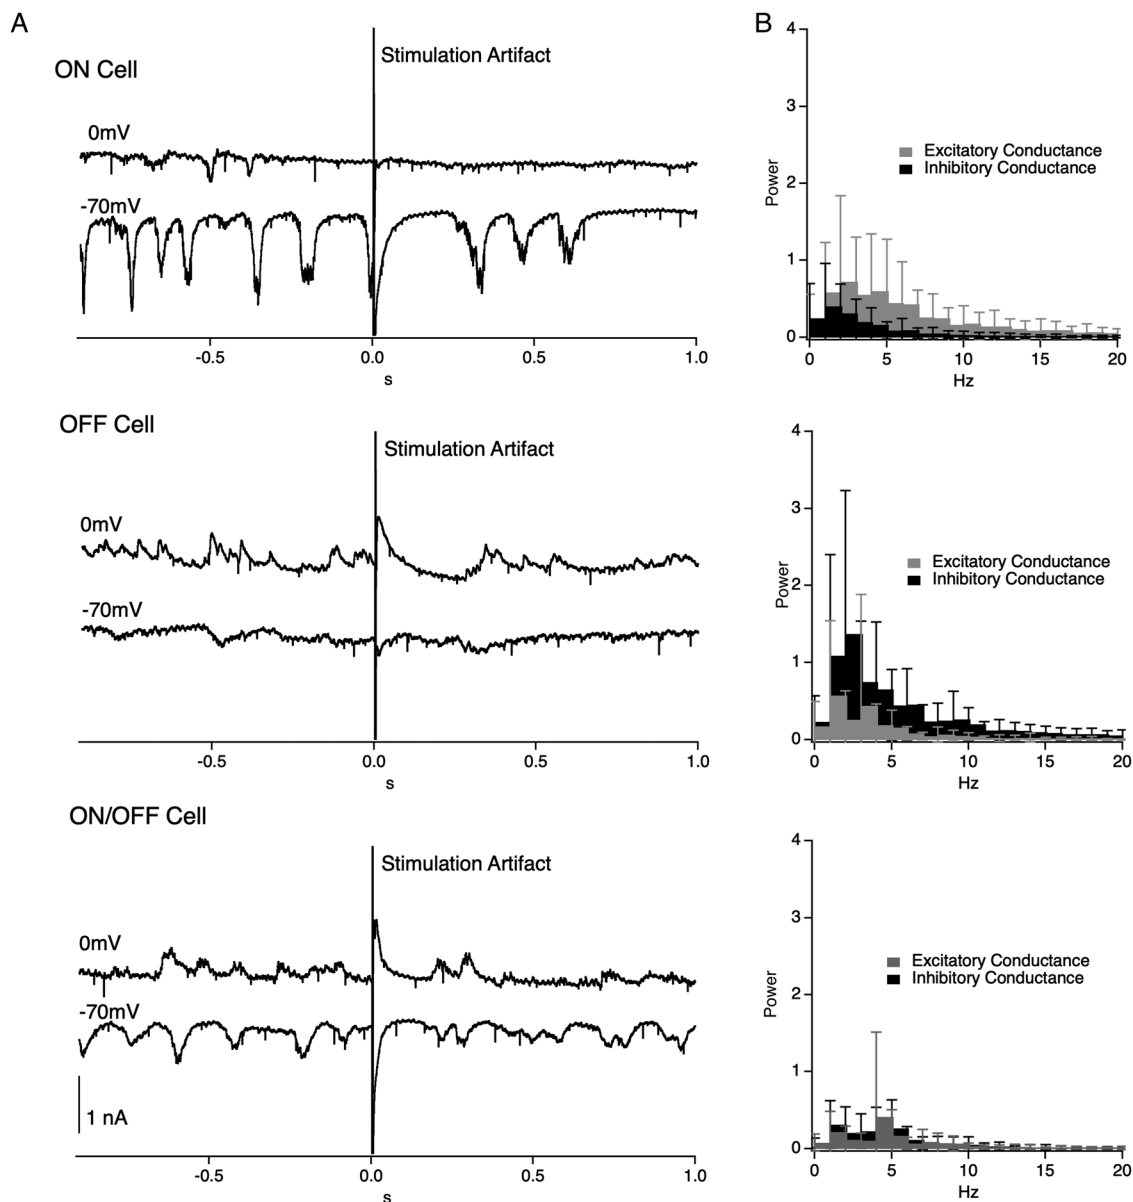 A
ON Cell
Stimulation Artifact
0mV
-70mV
-0.5 0.0 0.5 1.0
s
B
4
3
2
1
0
Power
Excitatory Conductance
Inhibitory Conductance
0 5 10 15 20
Hz
OFF Cell
Stimulation Artifact
0mV
-70mV
-0.5 0.0 0.5 1.0
s
4
3
2
1
0
Power
Excitatory Conductance
Inhibitory Conductance
0 5 10 15 20
Hz
ON/OFF Cell
Stimulation Artifact
0mV
-70mV
1 nA
-0.5 0.0 0.5 1.0
s
4
3
2
1
0
Power
Excitatory Conductance
Inhibitory Conductance
0 5 10 15 20
Hz